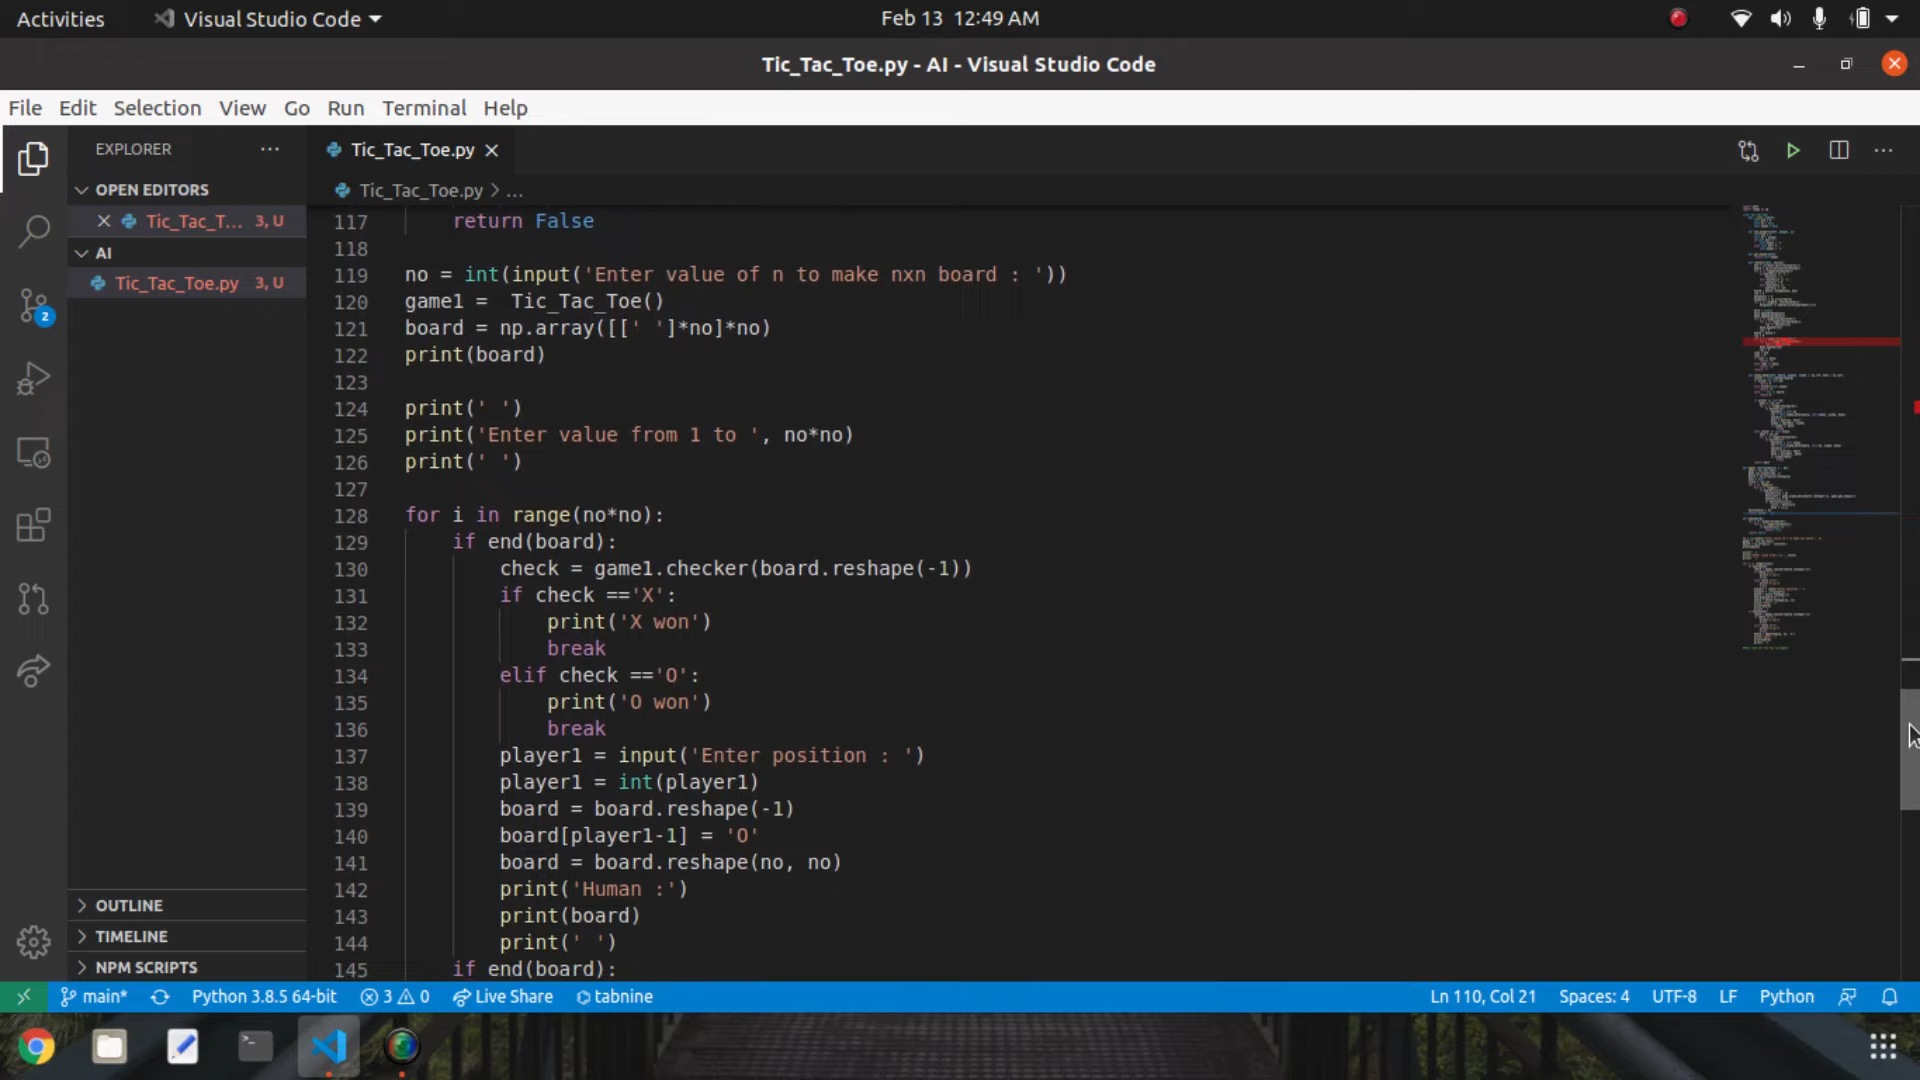 Activities Visual Studio Code Feb 13 12:49 AM
Tic_Tac_Toe.py - AI - Visual Studio Code
File Edit Selection View Go Run Terminal Help
EXPLORER ... Tic_Tac_Toe.py
OPEN EDITORS Tic_Tac_Toe.py > ...
Tic_Tac_T... 3, U
AI
Tic_Tac_Toe.py 3, U
117 return False
118
119 no = int(input('Enter value of n to make nxn board : '))
120 game1 =  Tic_Tac_Toe()
121 board = np.array([[' ']*no]*no)
122 print(board)
123
124 print(' ')
125 print('Enter value from 1 to ', no*no)
126 print(' ')
127
128 for i in range(no*no):
129 if end(board):
130 check = game1.checker(board.reshape(-1))
131 if check =='X':
132 print('X won')
133 break
134 elif check =='O':
135 print('O won')
136 break
137 player1 = input('Enter position : ')
138 player1 = int(player1)
139 board = board.reshape(-1)
140 board[player1-1] = 'O'
141 board = board.reshape(no, no)
142 print('Human :')
143 print(board)
144 print(' ')
145 if end(board):
2
OUTLINE
TIMELINE
NPM SCRIPTS
main* Python 3.8.5 64-bit 3 0 Live Share tabnine Ln 110, Col 21 Spaces: 4 UTF-8 LF Python